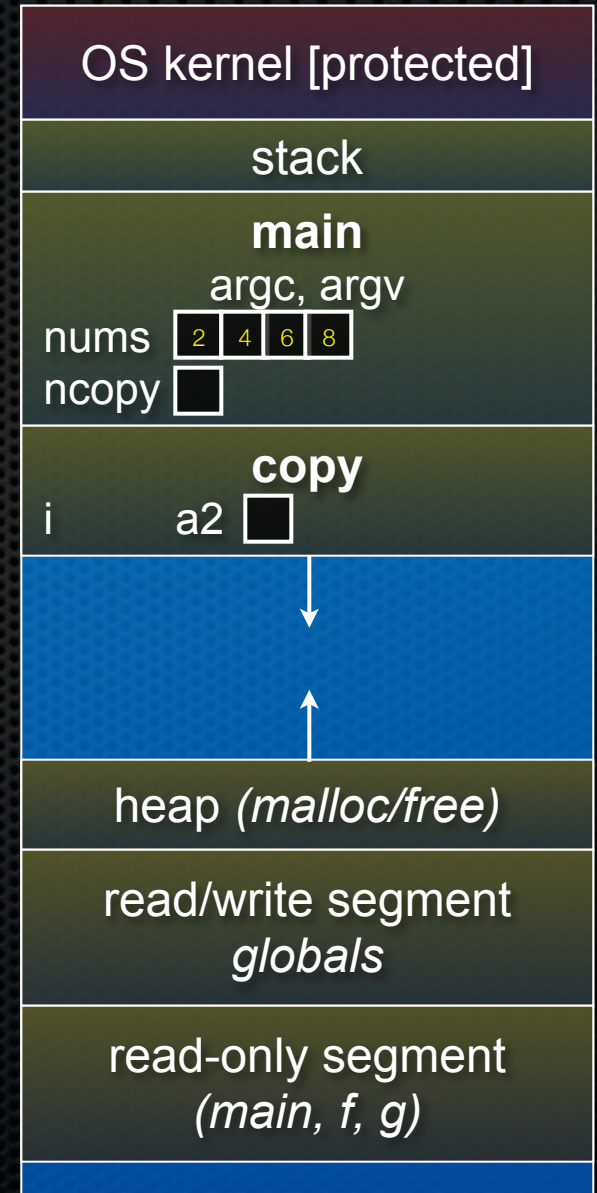 OS kernel [protected]
stack
main
argc, argv
nums 2 4 6 8
ncopy
copy
i a2
heap (malloc/free)
read/write segment
globals
read-only segment
(main, f, g)